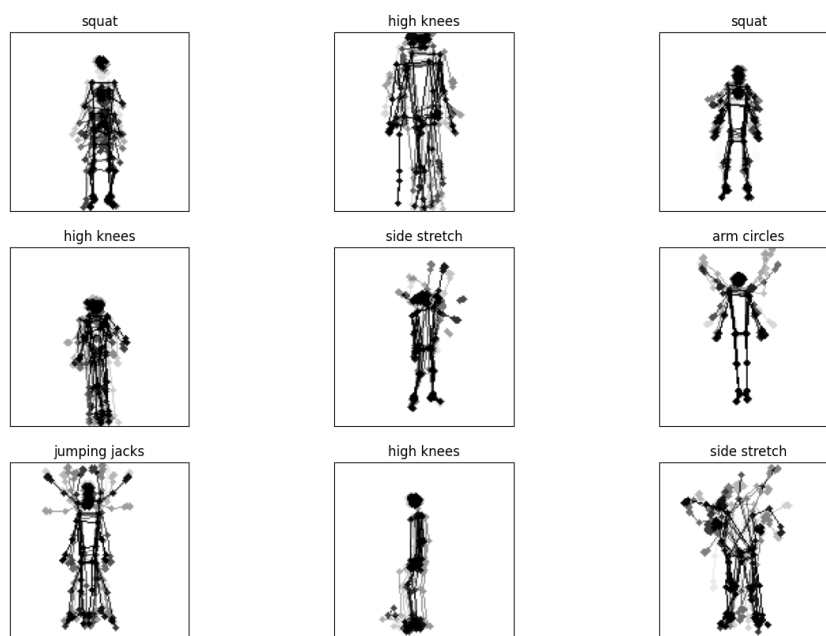 squat
high knees
squat
high knees
side stretch
arm circles
jumping jacks
high knees
side stretch